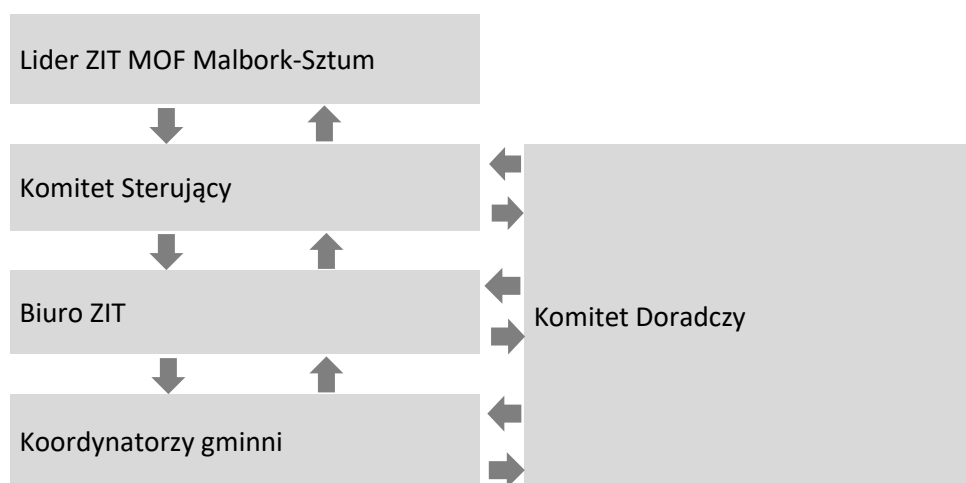 Lider ZIT MOF Malbork-Sztum
Komitet Sterujący
Biuro ZIT
Komitet Doradczy
Koordynatorzy gminni